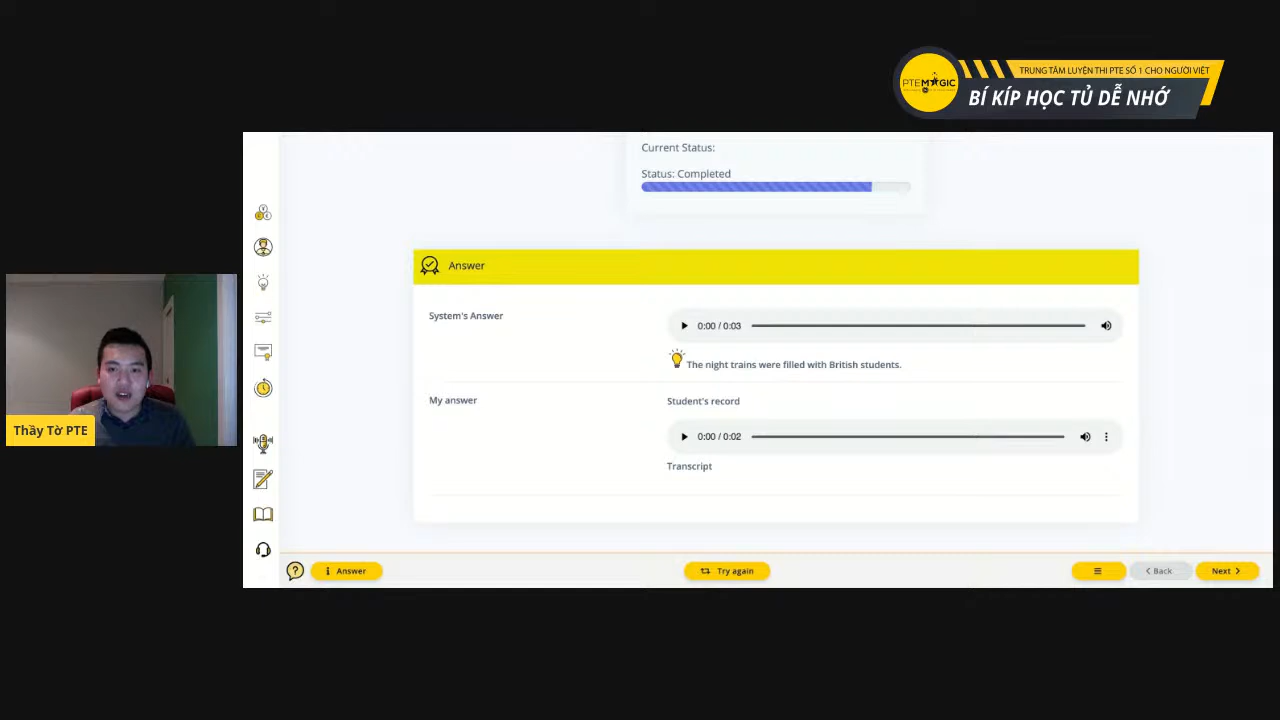 TRUNG TÂM LUYỆN THI PTE SỐ 1 CHO NGƯỜI VIỆT
PTE MAGIC
BÍ KÍP HỌC TỦ DỄ NHỚ
Current Status:
Status: Completed
Answer
System's Answer
0:00 / 0:03
The night trains were filled with British students.
My answer
Student's record
0:00 / 0:02
Transcript
Thầy Tờ PTE
Answer
Try again
Back
Next